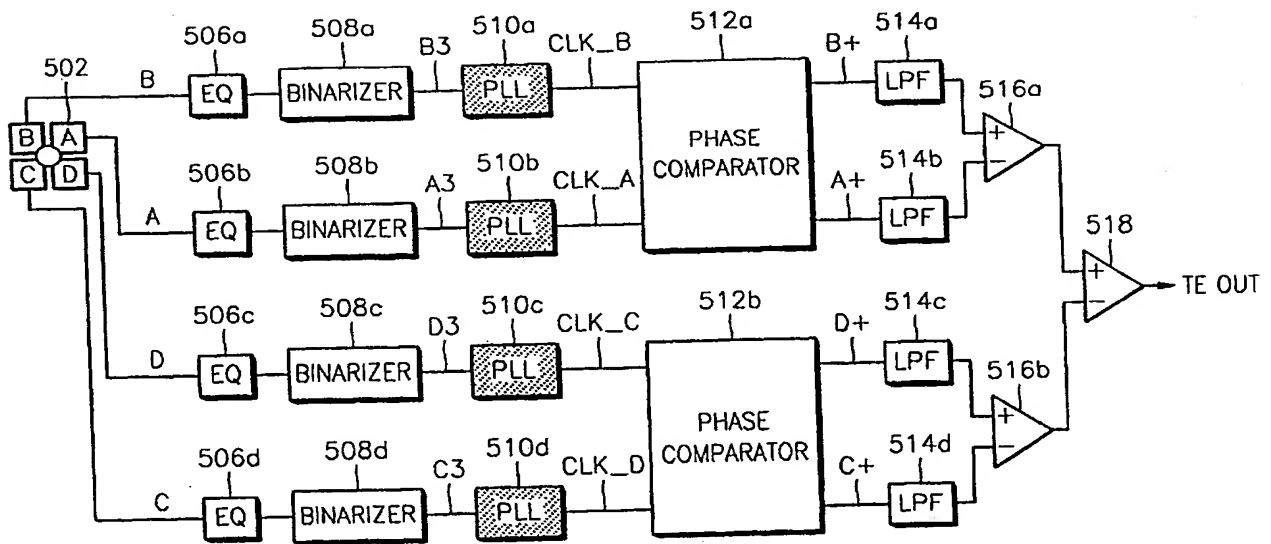 506a 508a 510a 512a 514a
502 B3 CLK_B B+
B EQ BINARIZER PLL LPF 516a
B A
C D
PHASE COMPARATOR
+
−
506b 508b 510b CLK_A 514b
A3 A+
A EQ BINARIZER PLL LPF
518
+
−
TE OUT
506c 508c 510c 512b 514c
D3 CLK_C D+
D EQ BINARIZER PLL LPF 516b
PHASE COMPARATOR
+
−
506d 508d 510d CLK_D 514d
C3 C+
C EQ BINARIZER PLL LPF